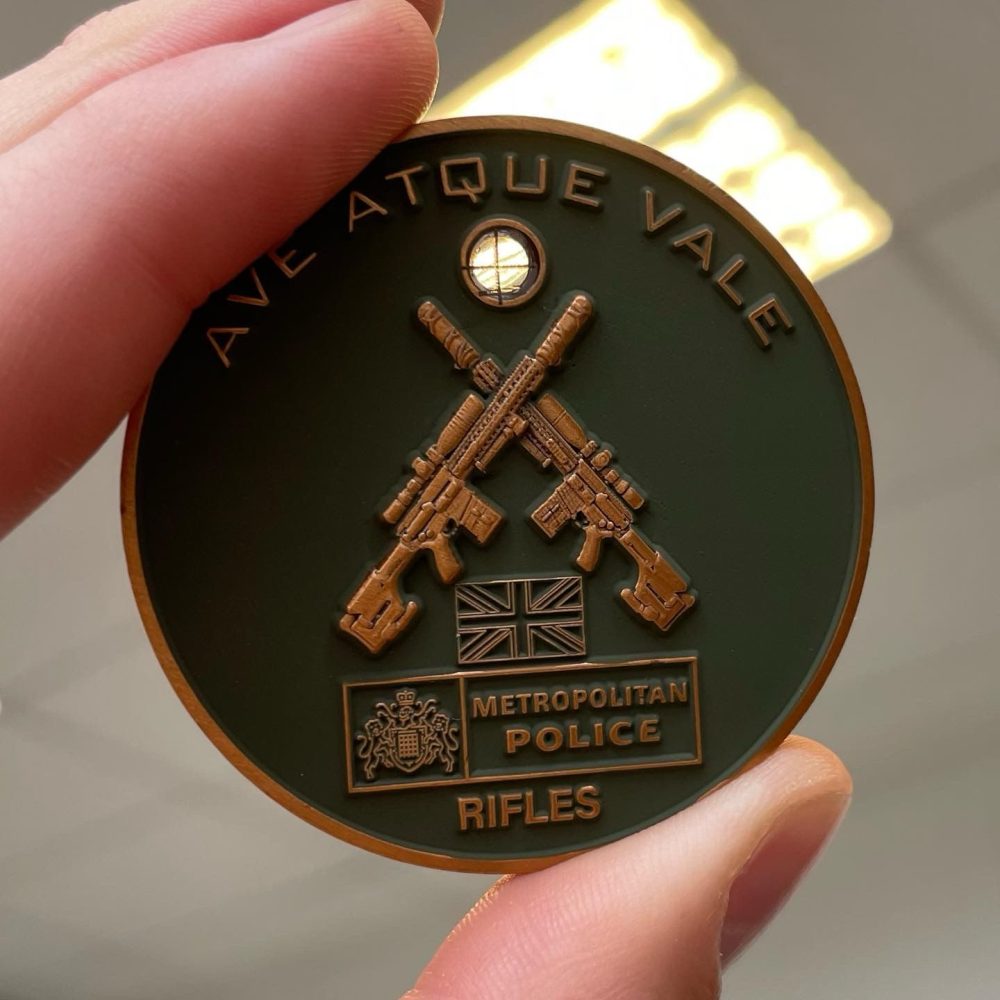 AVE ATQUE VALE
METROPOLITAN
POLICE
RIFLES